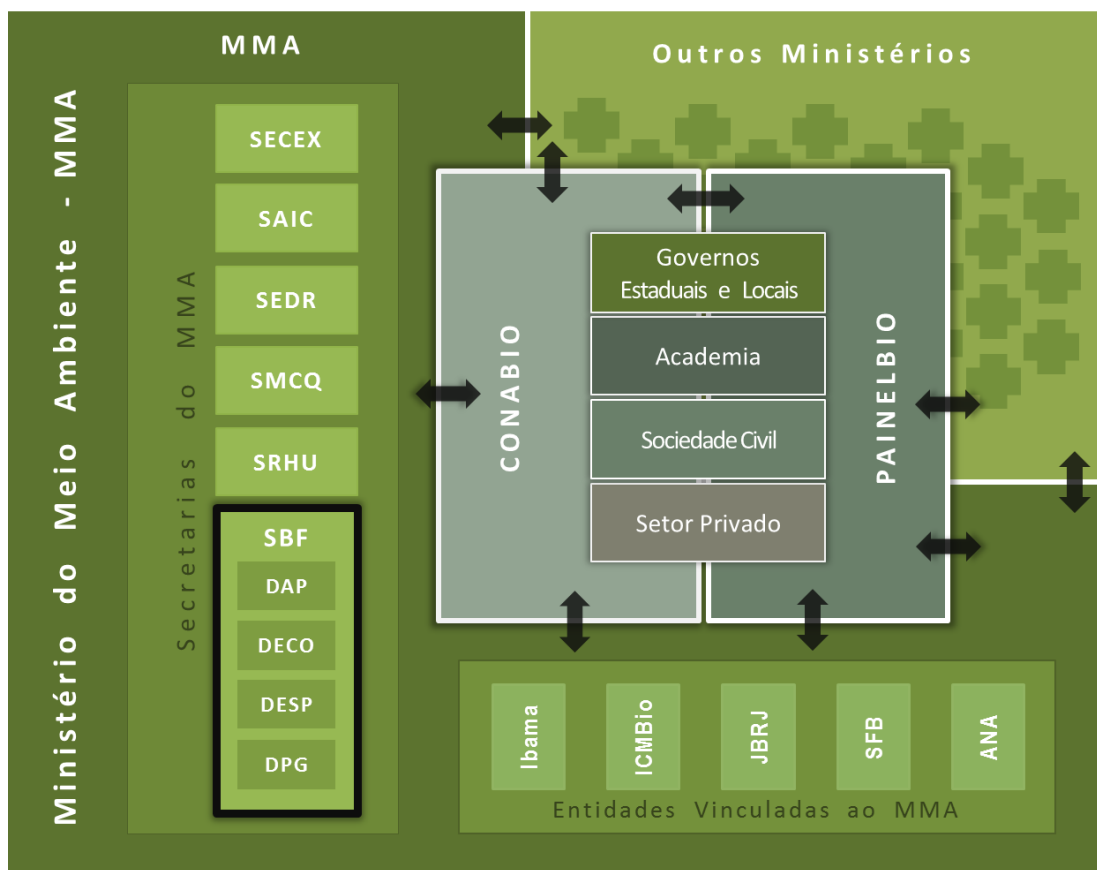 Ministério do Meio Ambiente - MMA
MMA
Secretarias do MMA
SECEX
SAIC
SEDR
SMCQ
SRHU
SBF
DAP
DECO
DESP
DPG
Outros Ministérios
CONABIO
Governos
Estaduais e Locais
Academia
Sociedade Civil
Setor Privado
PAINELBIO
Ibama
ICMBio
JBRJ
SFB
ANA
Entidades Vinculadas ao MMA